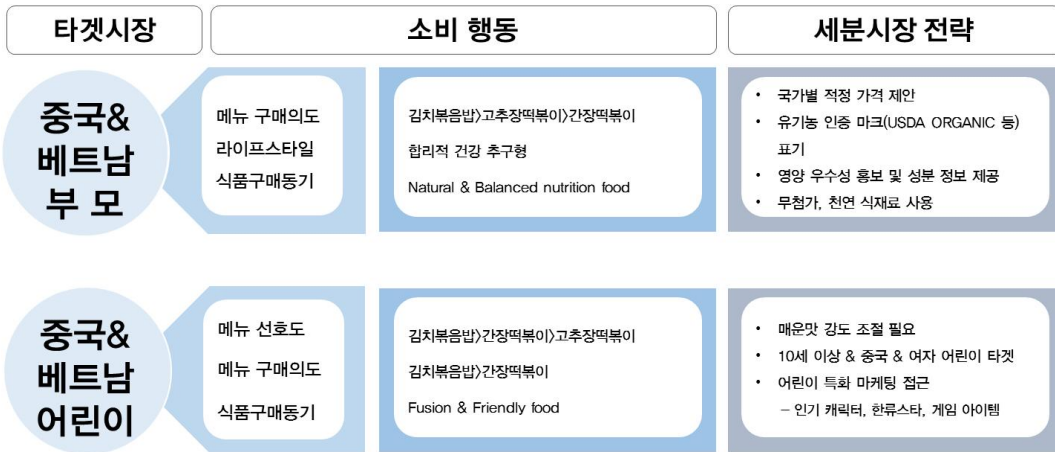 타겟시장
소비 행동
세분시장 전략
중국&
베트남
부 모
메뉴 구매의도
라이프스타일
식품구매동기
김치볶음밥>고추장떡볶이>간장떡볶이
합리적 건강 추구형
Natural & Balanced nutrition food
• 국가별 적정 가격 제안
• 유기농 인증 마크(USDA ORGANIC 등)
표기
• 영양 우수성 홍보 및 성분 정보 제공
• 무첨가, 천연 식재료 사용
중국&
베트남
어린이
메뉴 선호도
메뉴 구매의도
식품구매동기
김치볶음밥>간장떡볶이>고추장떡볶이
김치볶음밥>간장떡볶이
Fusion & Friendly food
• 매운맛 강도 조절 필요
• 10세 이상 & 중국 & 여자 어린이 타겟
• 어린이 특화 마케팅 접근
– 인기 캐릭터, 한류스타, 게임 아이템